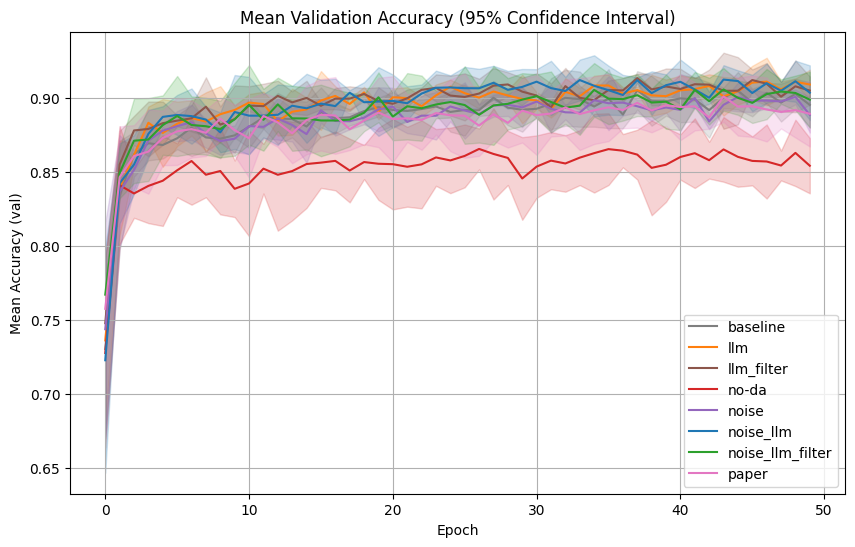 Mean Validation Accuracy (95% Confidence Interval)
Mean Accuracy (val)
0.90
0.85
0.80
0.75
0.70
0.65
0
10
20
30
40
50
Epoch
baseline
llm
llm_filter
no-da
noise
noise_llm
noise_llm_filter
paper